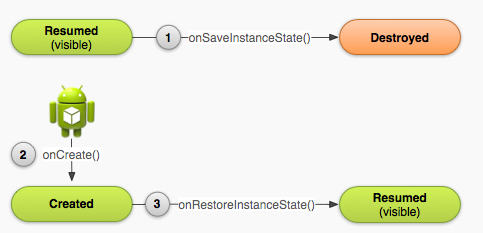 Resumed
(visible)
1
onSaveInstanceState()
Destroyed
2
onCreate()
Created
3
onRestoreInstanceState()
Resumed
(visible)